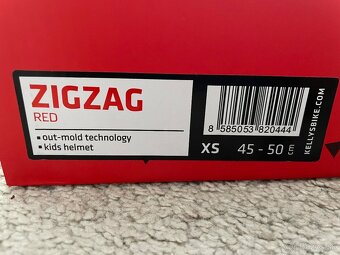 ZIGZAG
RED
▪ out-mold technology
▪ kids helmet
8 585053 820444
XS 45 - 50 cm
KELLYSBIKE.COM